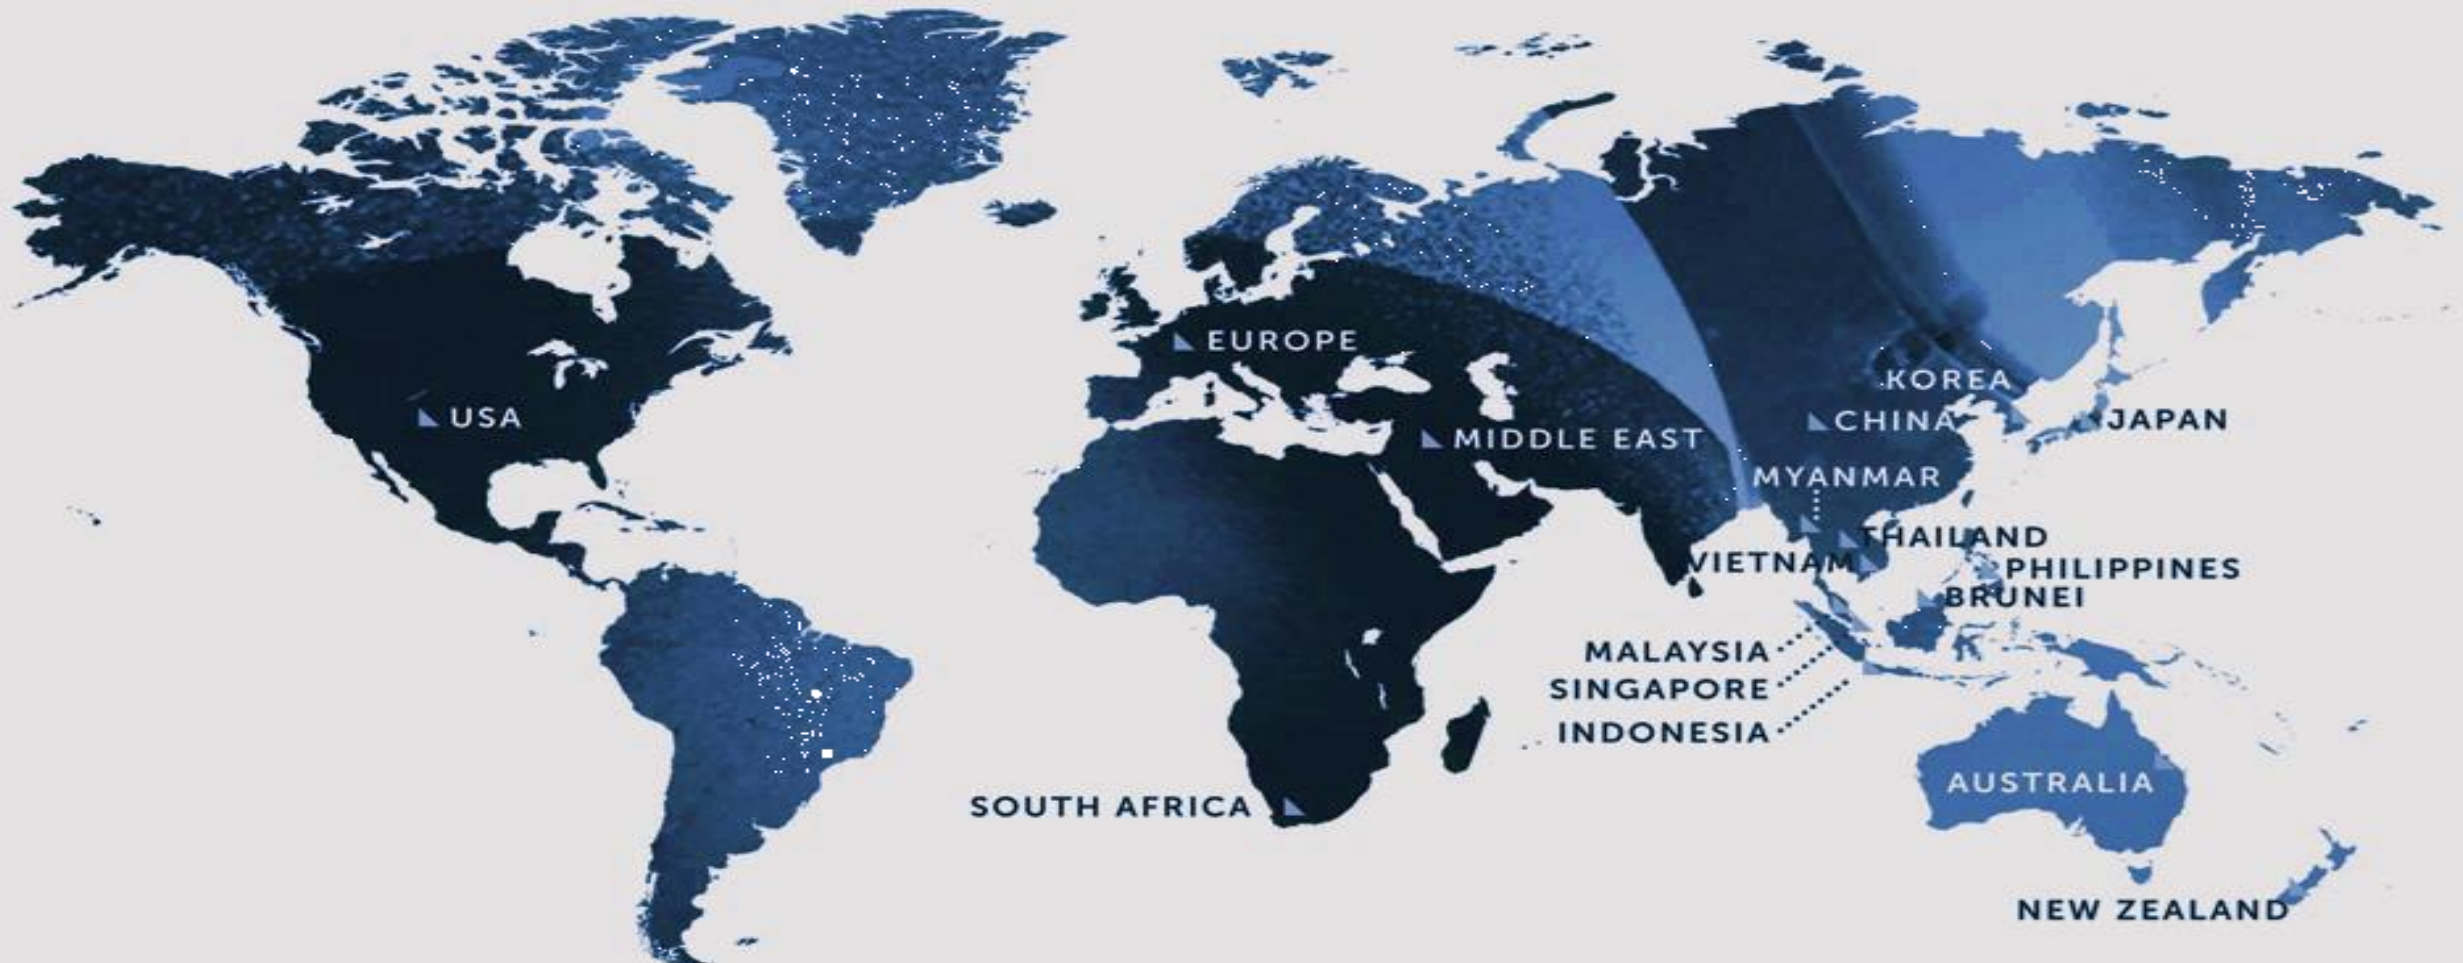 EUROPE
KOREA
USA
CHINA
JAPAN
MIDDLE EAST
MYANMAR
THAILAND
VIETNAM
PHILIPPINES
BRUNEI
MALAYSIA
SINGAPORE
INDONESIA
AUSTRALIA
SOUTH AFRICA
NEW ZEALAND